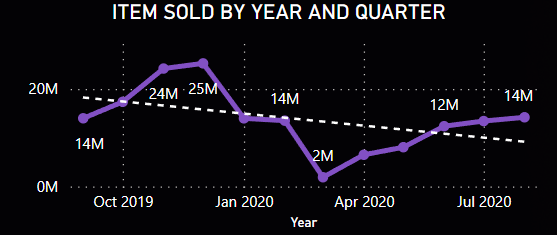 ITEM SOLD BY YEAR AND QUARTER
20M
0M
14M
24M
25M
14M
2M
12M
14M
Oct 2019
Jan 2020
Apr 2020
Jul 2020
Year